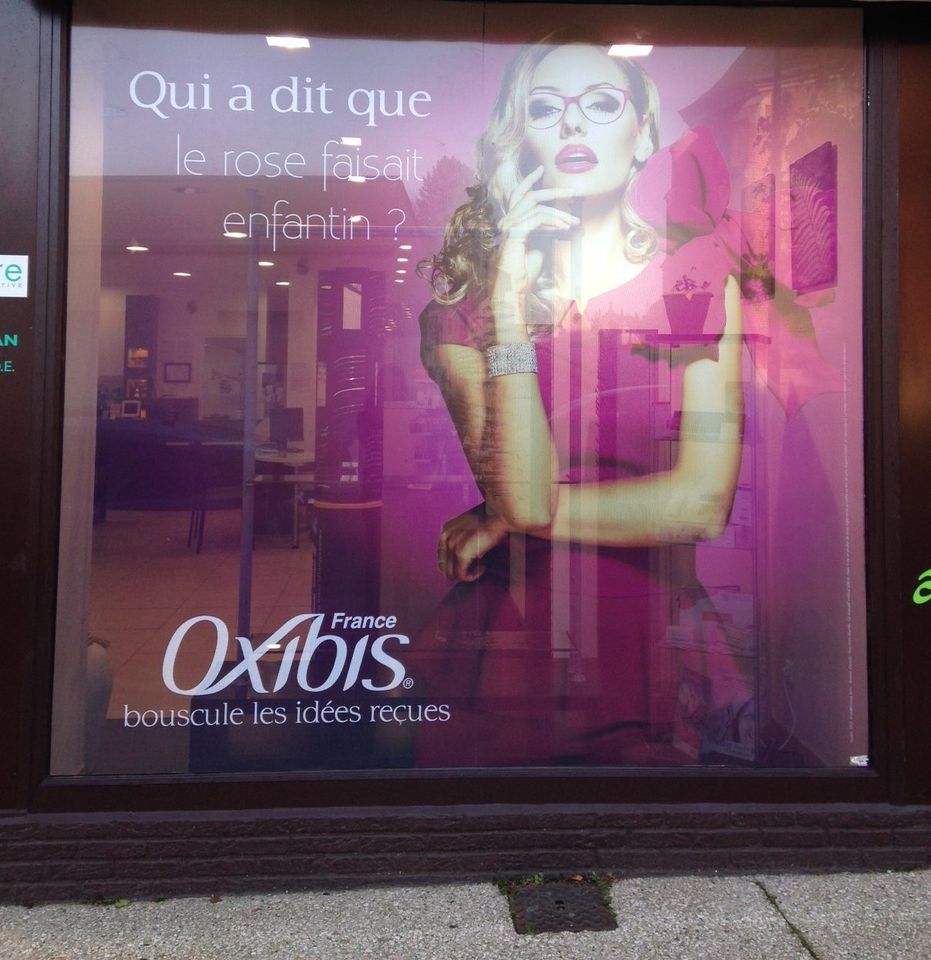 Qui a dit que
le rose faisait
enfantin ?
France
Oxibis®
bouscule les idées reçues